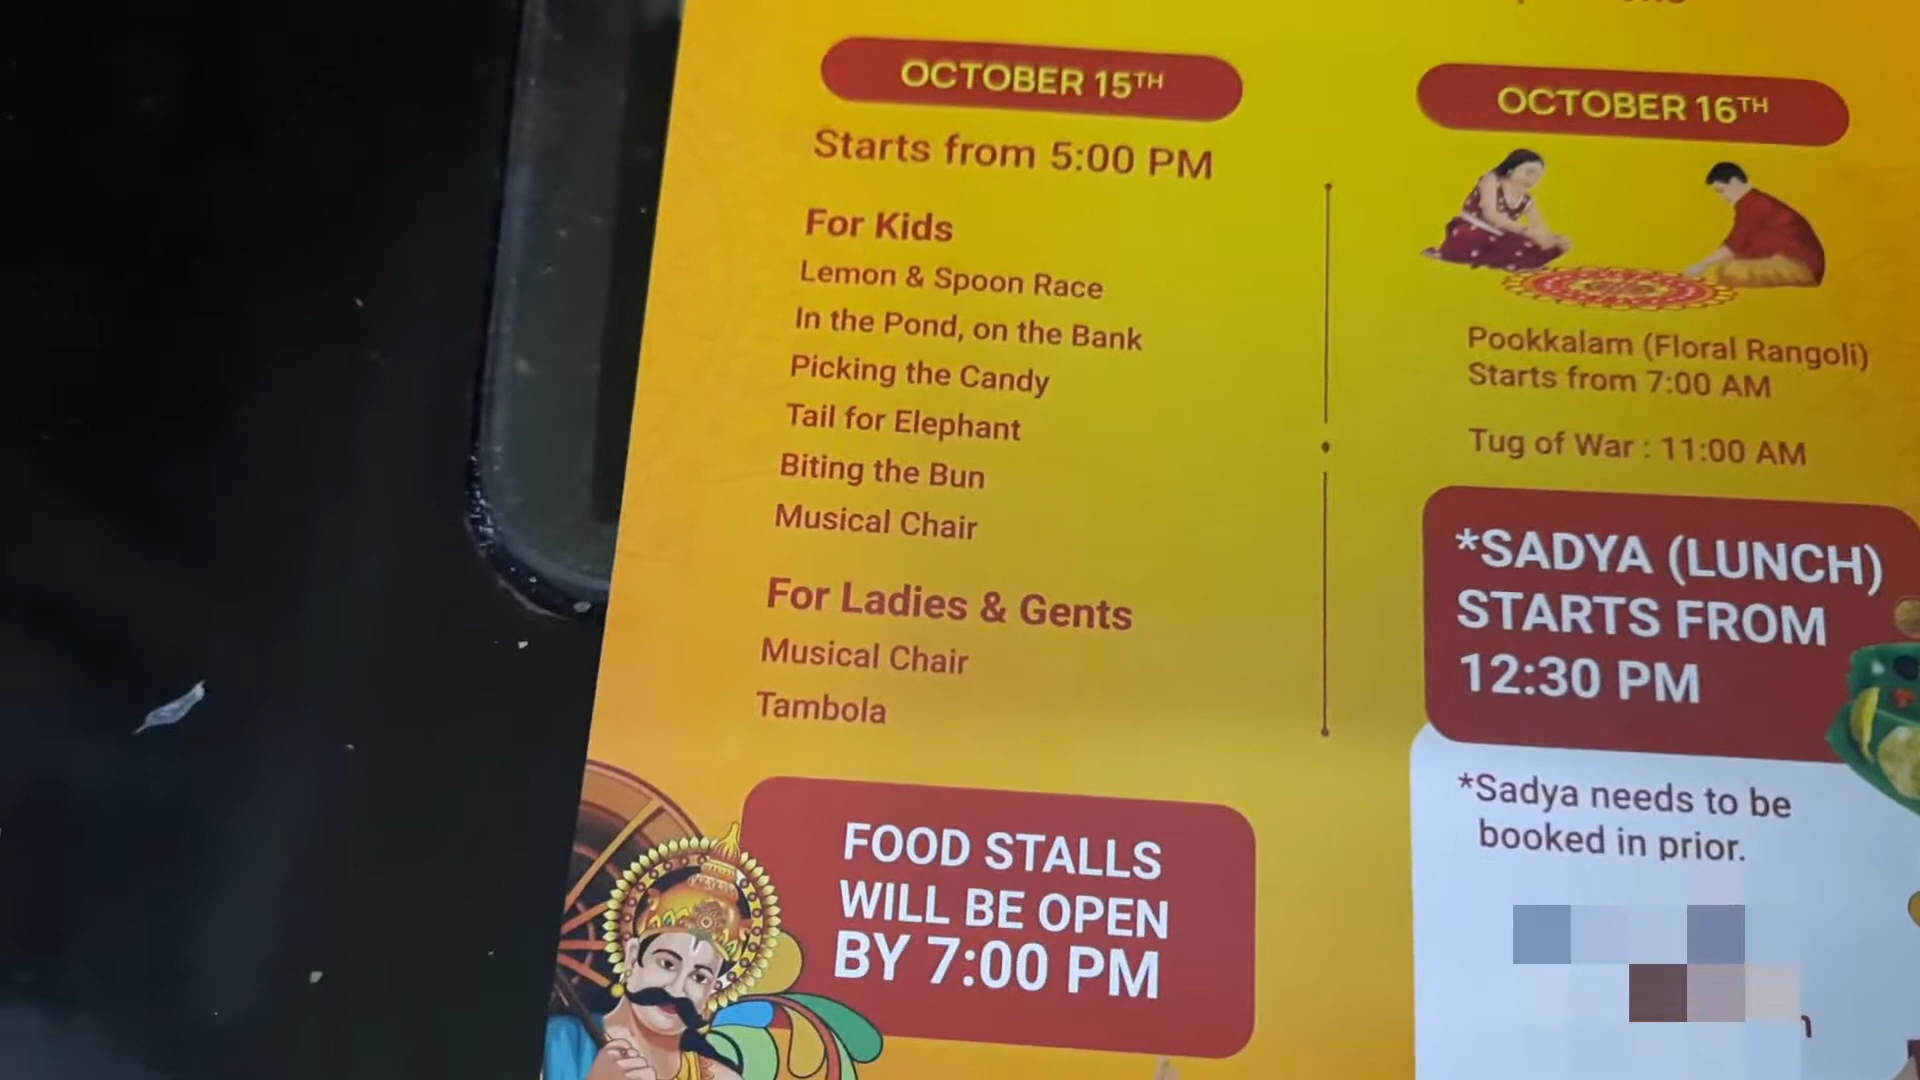 OCTOBER 15TH
Starts from 5:00 PM
For Kids
Lemon & Spoon Race
In the Pond, on the Bank
Picking the Candy
Tail for Elephant
Biting the Bun
Musical Chair
For Ladies & Gents
Musical Chair
Tambola
FOOD STALLS
WILL BE OPEN
BY 7:00 PM
OCTOBER 16TH
Pookkalam (Floral Rangoli)
Starts from 7:00 AM
Tug of War : 11:00 AM
*SADYA (LUNCH)
STARTS FROM
12:30 PM
*Sadya needs to be
booked in prior.